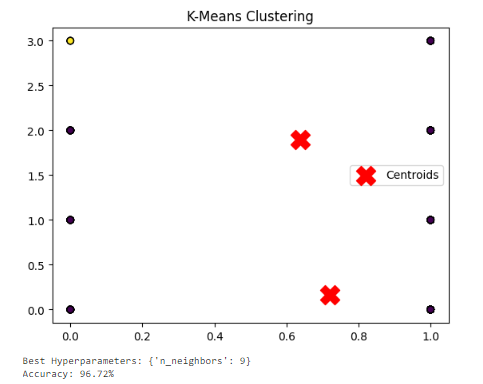 K-Means Clustering
3.0
2.5
2.0
1.5
1.0
0.5
0.0
Centroids
0.0 0.2 0.4 0.6 0.8 1.0
Best Hyperparameters: {'n_neighbors': 9}
Accuracy: 96.72%